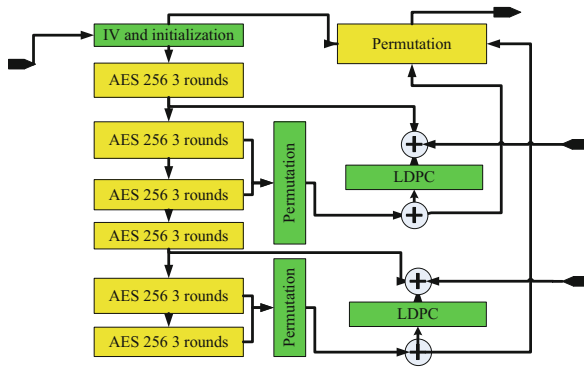 IV and initialization
Permutation
AES 256 3 rounds
AES 256 3 rounds
Permutation
LDPC
AES 256 3 rounds
AES 256 3 rounds
AES 256 3 rounds
Permutation
LDPC
AES 256 3 rounds